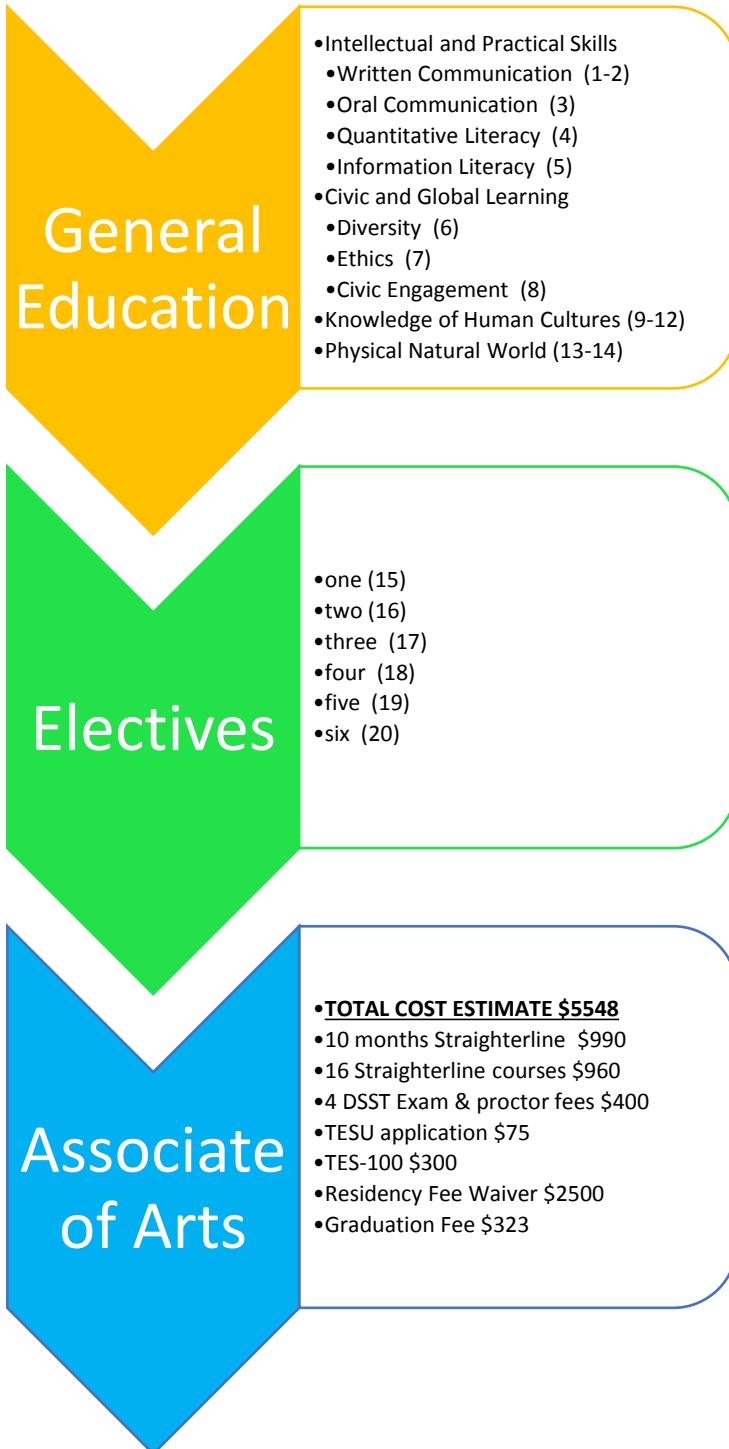 General
Education
•Intellectual and Practical Skills
•Written Communication (1-2)
•Oral Communication (3)
•Quantitative Literacy (4)
•Information Literacy (5)
•Civic and Global Learning
•Diversity (6)
•Ethics (7)
•Civic Engagement (8)
•Knowledge of Human Cultures (9-12)
•Physical Natural World (13-14)
Electives
•one (15)
•two (16)
•three (17)
•four (18)
•five (19)
•six (20)
Associate
of Arts
•TOTAL COST ESTIMATE $5548
•10 months Straighterline $990
•16 Straighterline courses $960
•4 DSST Exam & proctor fees $400
•TESU application $75
•TES-100 $300
•Residency Fee Waiver $2500
•Graduation Fee $323